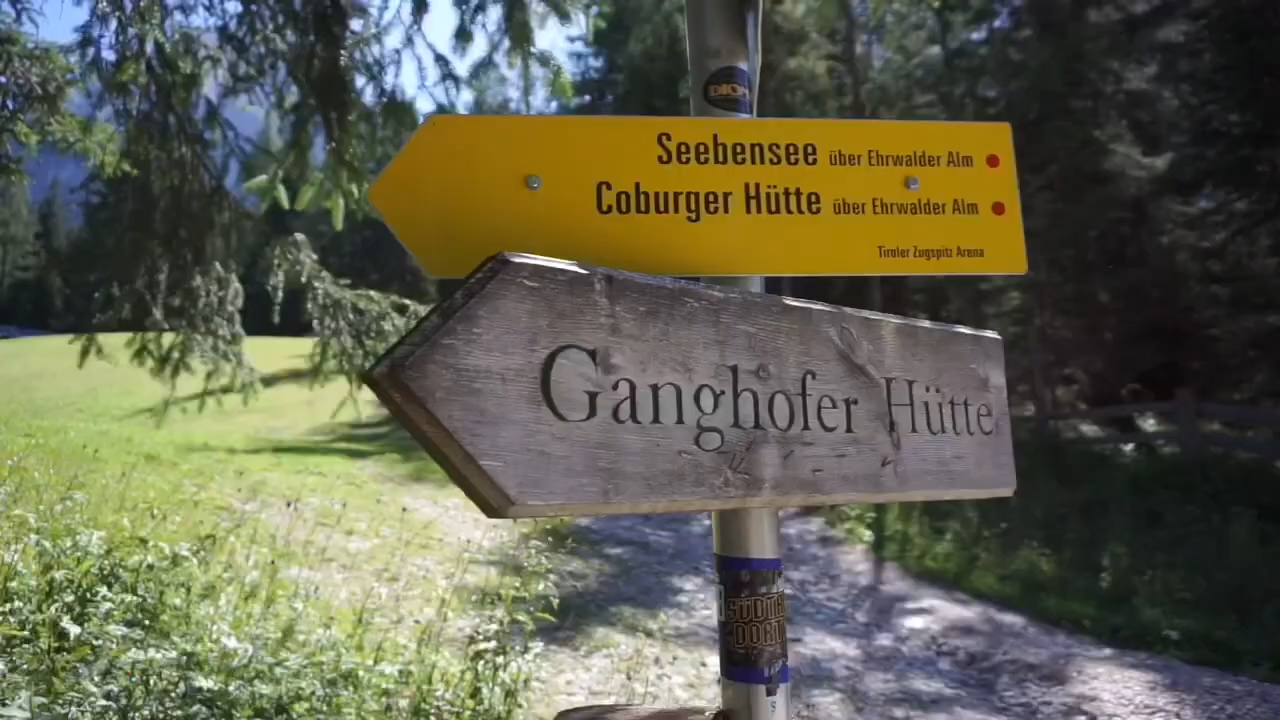 Seebensee über Ehrwalder Alm
Coburger Hütte über Ehrwalder Alm
Tiroler Zugspitz Arena
Ganghofer Hütte